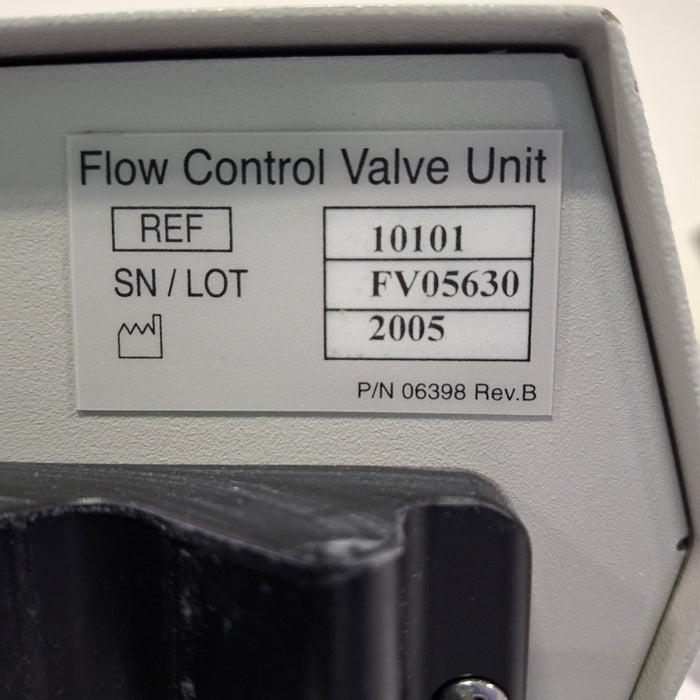 Flow Control Valve Unit
REF 10101
SN / LOT FV05630
2005
P/N 06398 Rev.B